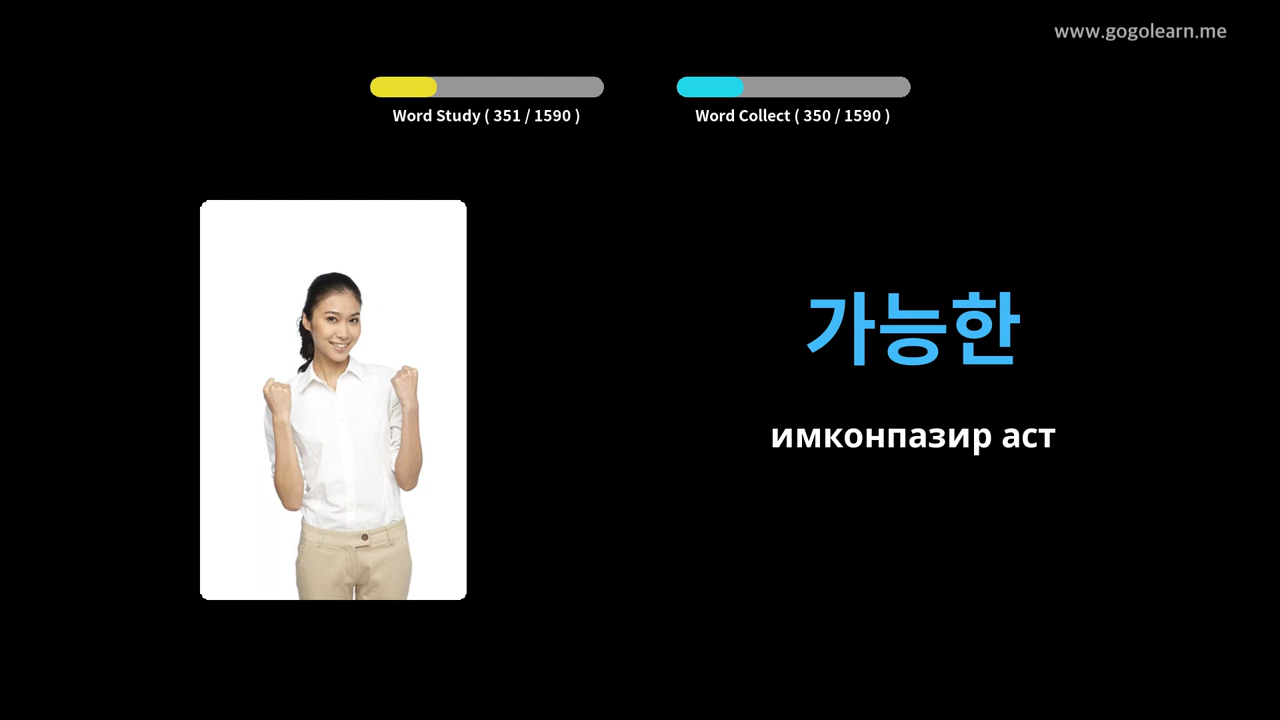 www.gogolearn.me
Word Study ( 351 / 1590 )
Word Collect ( 350 / 1590 )
가능한
имконпазир аст